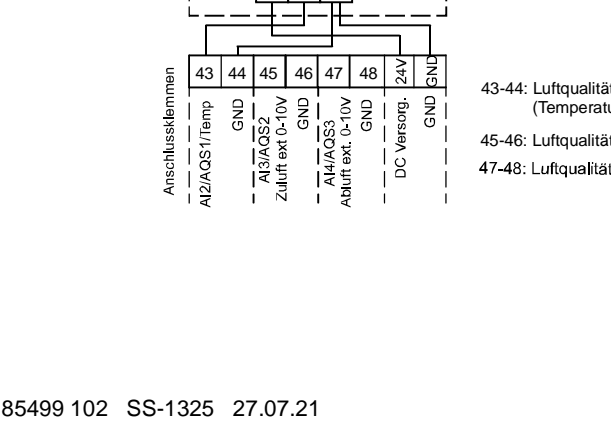 Anschlussklemmen
43 44 45 46 47 48 24V GND
AI2/AQS1/Temp
GND
AI3/AQS2
Zuluft ext 0-10V
GND
AI4/AQS3
Abluft ext. 0-10V
GND
DC Versorg.
GND
43-44: Luftqualität
(Temperatu
45-46: Luftqualität
47-48: Luftqualität
85499 102 SS-1325 27.07.21